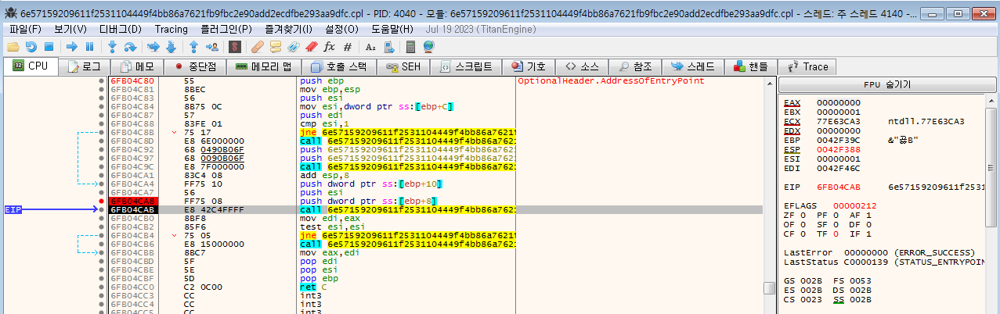 6e57159209611f2531104449f4bb86a7621fb9fbc2e90add2ecdfbe293aa9dfc.cpl - PID: 4040 - 모듈: 6e57159209611f2531104449f4bb86a7621fb9fbc2e90add2ecdfbe293aa9dfc.cpl - 스레드: 주 스레드 4140 - ...
파일(F) 보기(V) 디버그(D) Tracing 플러그인(P) 즐겨찾기(I) 설정(O) 도움말(H) Jul 19 2023 (TitanEngine)
CPU 로그 메모 중단점 메모리 맵 호출 스택 SEH 스크립트 기호 소스 참조 스레드 핸들 Trace
6FB04C80 55 push ebp OptionalHeader.AddressOfEntryPoint
6FB04C81 8BEC mov ebp,esp
6FB04C83 56 push esi
6FB04C84 8B75 0C mov esi,dword ptr ss:[ebp+C]
6FB04C87 57 push edi
6FB04C88 83FE 01 cmp esi,1
6FB04C8B 75 17 jne 6e57159209611f2531104449f4bb86a7621
6FB04C8D E8 6E000000 call 6e57159209611f2531104449f4bb86a7621
6FB04C92 68 0490B06F push 6e57159209611f2531104449f4bb86a7621
6FB04C97 68 0090B06F push 6e57159209611f2531104449f4bb86a7621
6FB04C9C E8 7F000000 call 6e57159209611f2531104449f4bb86a7621
6FB04CA1 83C4 08 add esp,8
6FB04CA4 FF75 10 push dword ptr ss:[ebp+10]
6FB04CA7 56 push esi
6FB04CA8 FF75 08 push dword ptr ss:[ebp+8]
EIP 6FB04CAB E8 42C4FFFF call 6e57159209611f2531104449f4bb86a7621
6FB04CB0 8BF8 mov edi,eax
6FB04CB2 85F6 test esi,esi
6FB04CB4 75 05 jne 6e57159209611f2531104449f4bb86a7621
6FB04CB6 E8 15000000 call 6e57159209611f2531104449f4bb86a7621
6FB04CBB 8BC7 mov eax,edi
6FB04CBD 5F pop edi
6FB04CBE 5E pop esi
6FB04CBF 5D pop ebp
6FB04CC0 C2 0C00 ret C
6FB04CC3 CC int3
6FB04CC4 CC int3
6FB04CC5 CC int3
FPU 숨기기
EAX 00000000
EBX 00000001
ECX 77E63CA3 ntdll.77E63CA3
EDX 00000000
EBP 0042F39C
ESP 0042F388
ESI 00000001
EDI 0042F46C
EIP 6FB04CAB 6e57159209611f2531
EFLAGS 00000212
ZF 0 PF 0 AF 1
OF 0 SF 0 DF 0
CF 0 TF 0 IF 1
LastError 00000000 (ERROR_SUCCESS)
LastStatus C0000139 (STATUS_ENTRYPOIN
GS 002B FS 0053
ES 002B DS 002B
CS 0023 SS 002B